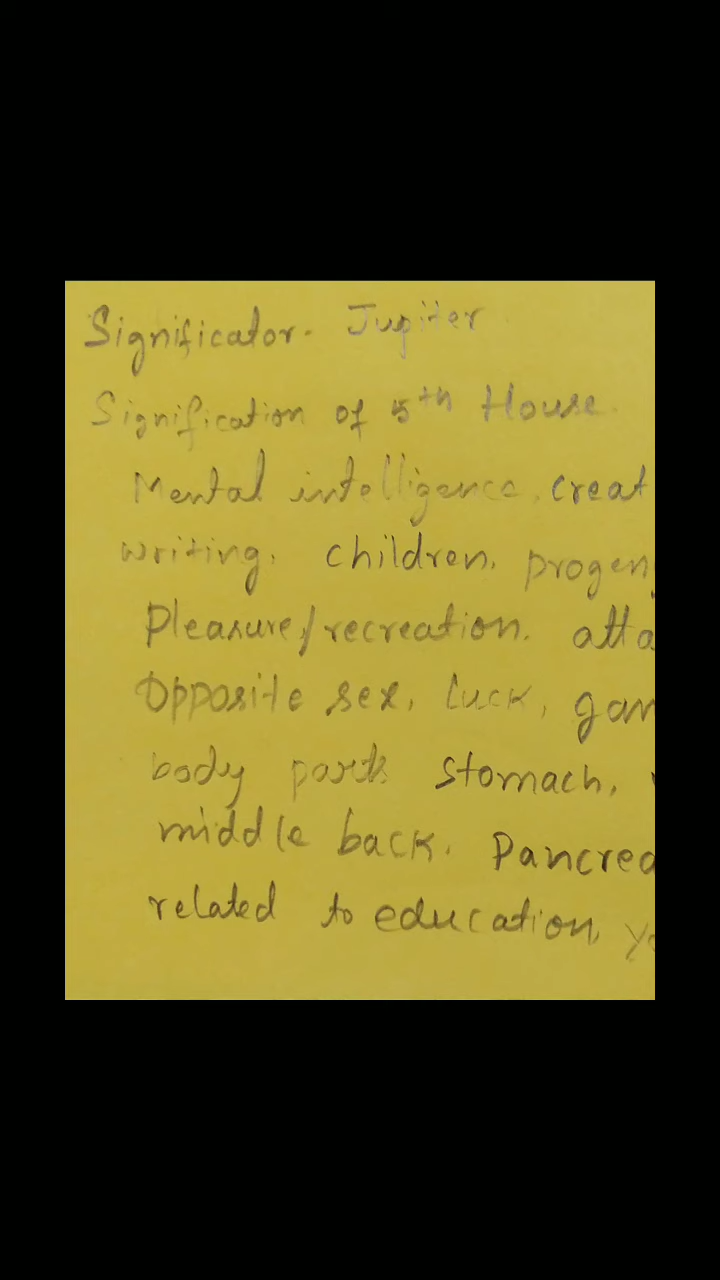 Significator. Jupiter
Signification of 5th House.
Mental intelligence, creat
writing. children. progen
Pleasure/recreation. atta
Opposite sex, luck, gam
body parts stomach,
middle back. Pancrea
related to education,